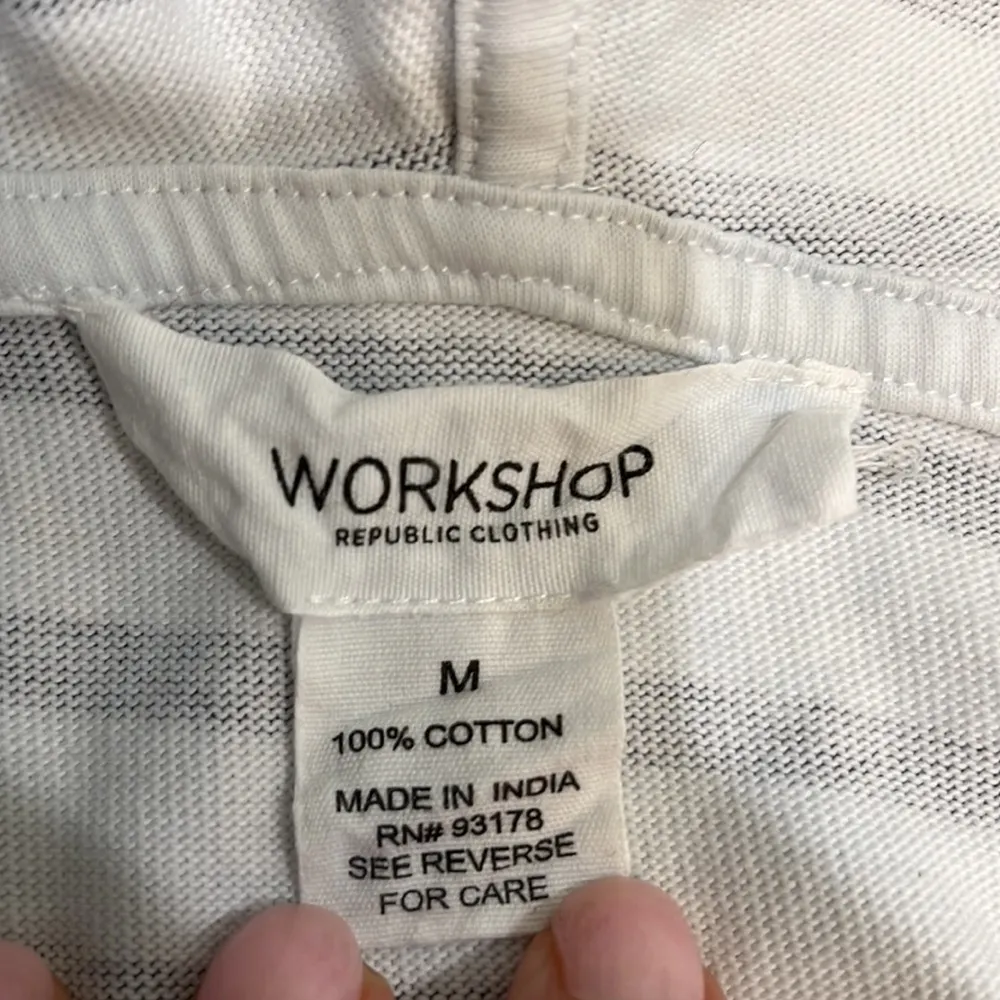 WORKSHOP
REPUBLIC CLOTHING
M
100% COTTON
MADE IN INDIA
RN# 93178
SEE REVERSE
FOR CARE